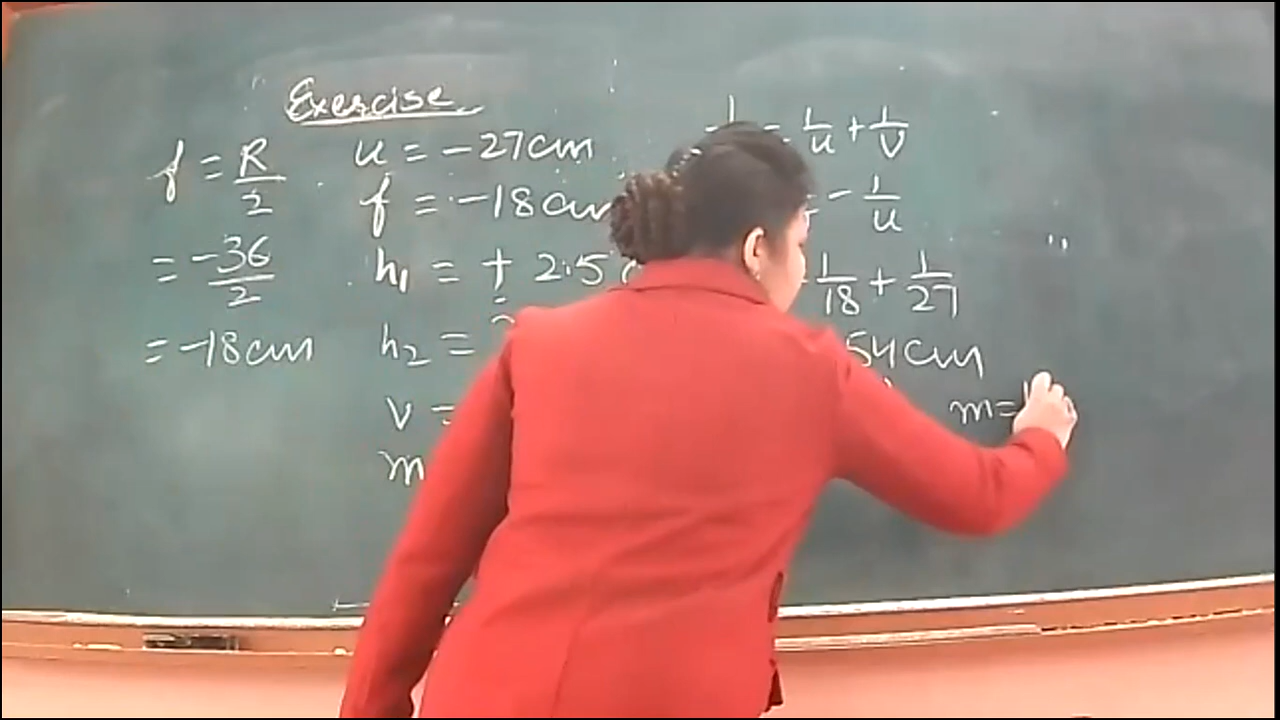 Exercise
f = R/2
= -36/2
= -18cm
u = -27cm
f = -18cm
h₁ = + 2.5
h₂ =
v =
m
1 = 1/u + 1/v
= - 1/u
1/18 + 1/27
54cm
m =